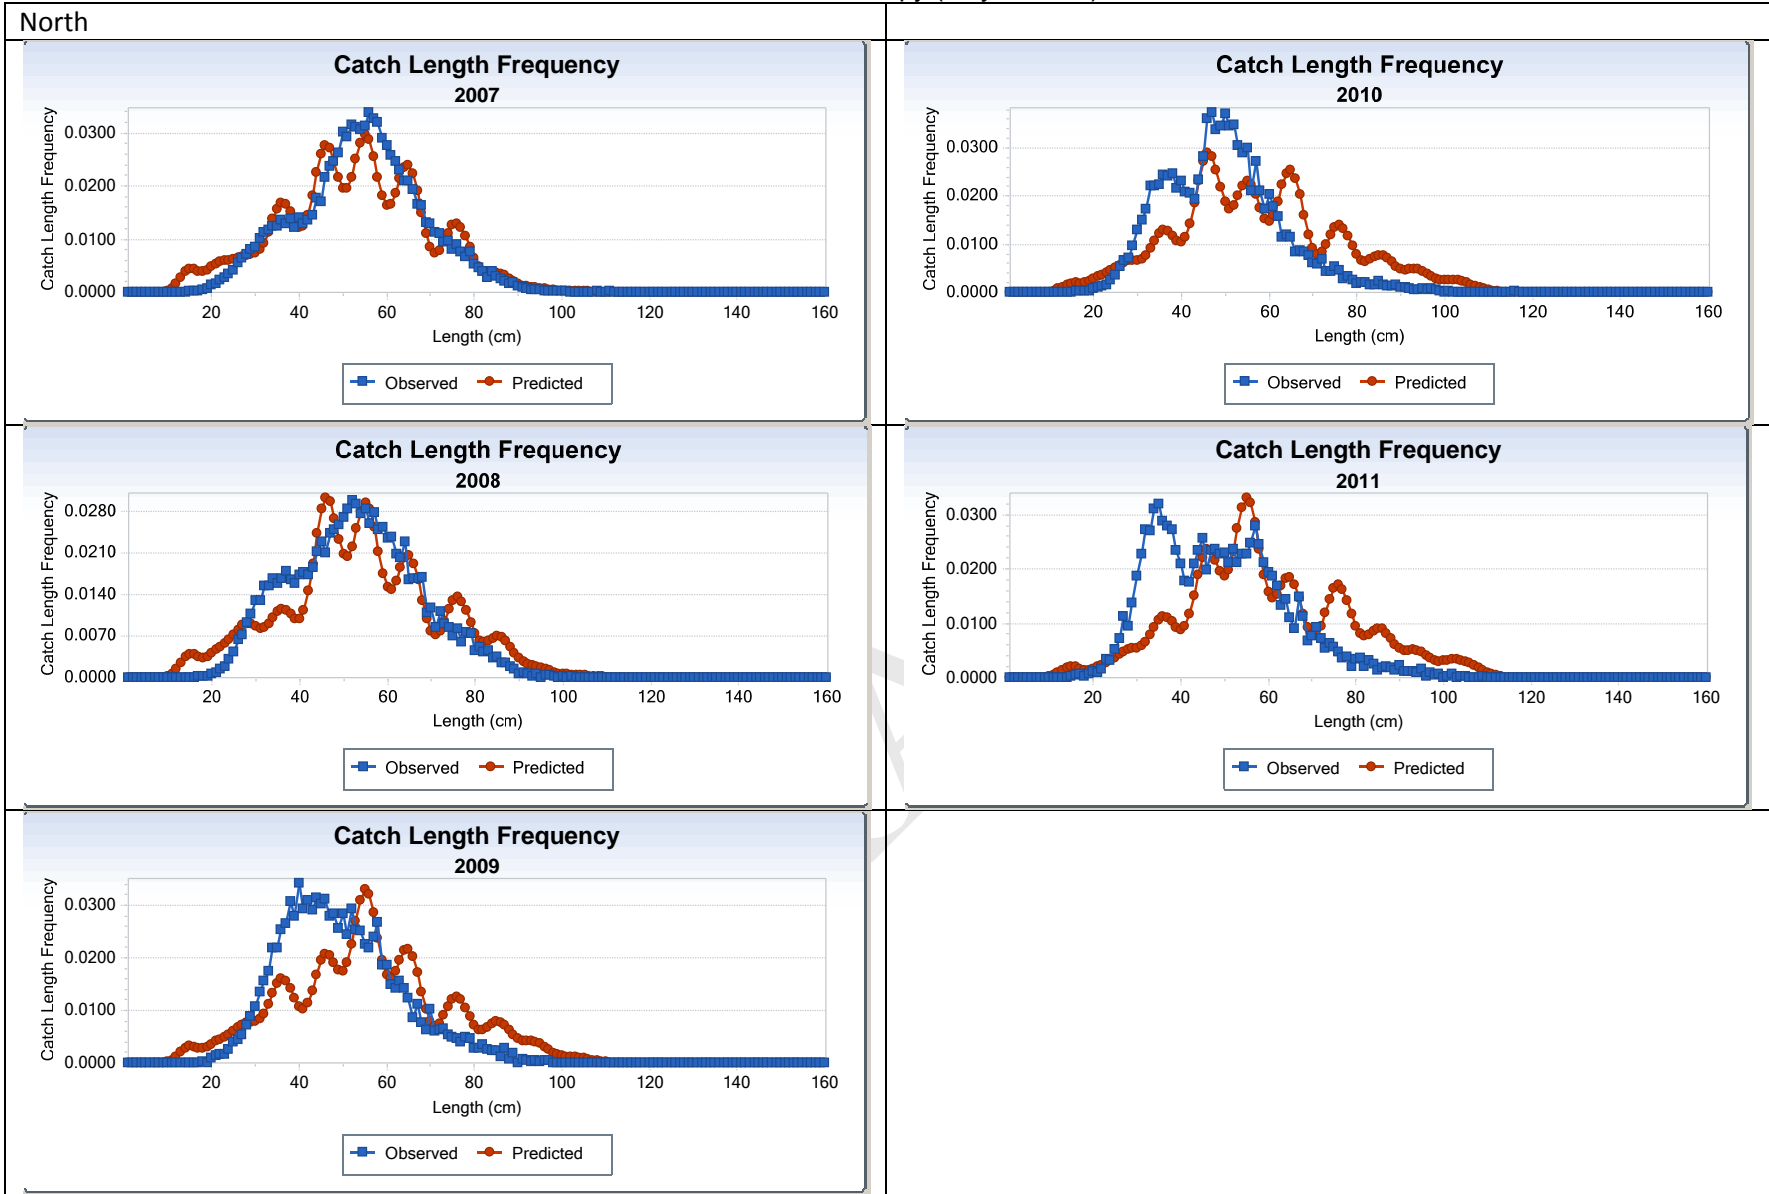 North
Catch Length Frequency
2007
Catch Length Frequency
0.0300
0.0200
0.0100
0.0000
20 40 60 80 100 120 140 160
Length (cm)
Observed Predicted
Catch Length Frequency
2010
Catch Length Frequency
0.0300
0.0200
0.0100
0.0000
20 40 60 80 100 120 140 160
Length (cm)
Observed Predicted
Catch Length Frequency
2008
Catch Length Frequency
0.0280
0.0210
0.0140
0.0070
0.0000
20 40 60 80 100 120 140 160
Length (cm)
Observed Predicted
Catch Length Frequency
2011
Catch Length Frequency
0.0300
0.0200
0.0100
0.0000
20 40 60 80 100 120 140 160
Length (cm)
Observed Predicted
Catch Length Frequency
2009
Catch Length Frequency
0.0300
0.0200
0.0100
0.0000
20 40 60 80 100 120 140 160
Length (cm)
Observed Predicted